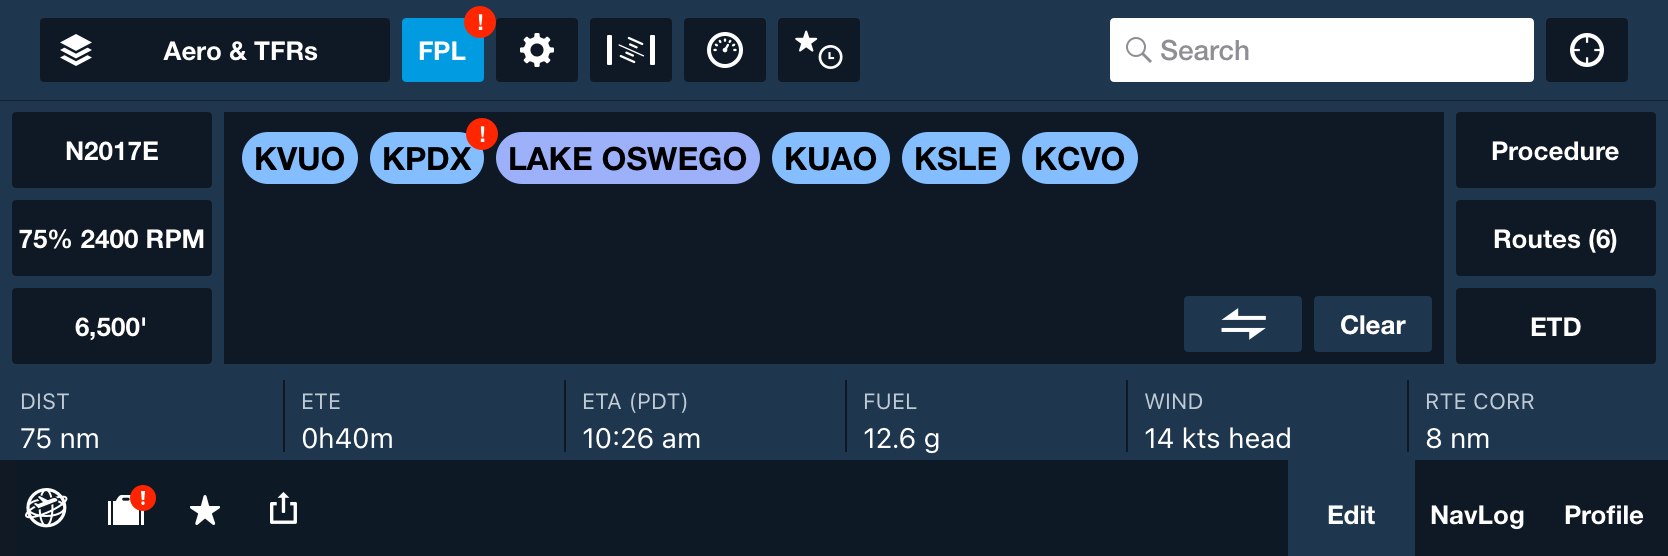 Aero & TFRs FPL ! Search
N2017E KVUO KPDX ! LAKE OSWEGO KUAO KSLE KCVO Procedure
75% 2400 RPM Routes (6)
6,500' Clear ETD
DIST ETE ETA (PDT) FUEL WIND RTE CORR
75 nm 0h40m 10:26 am 12.6 g 14 kts head 8 nm
! Edit NavLog Profile